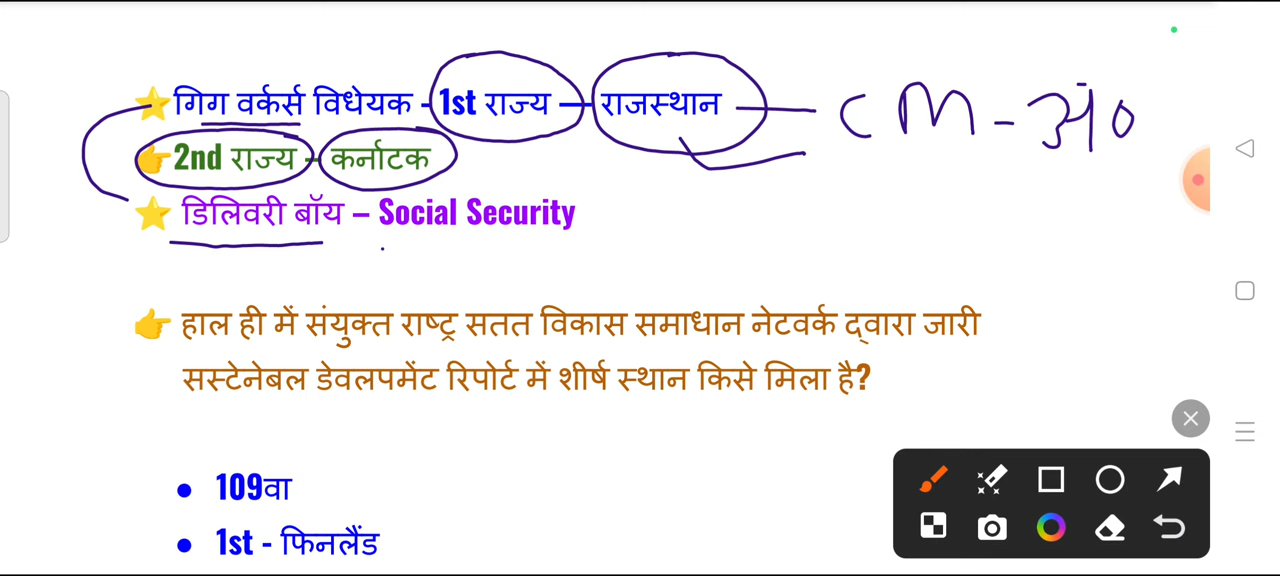 ⭐गिग वर्कर्स विधेयक - 1st राज्य — राजस्थान — CM - अ०
👉2nd राज्य - कर्नाटक
⭐ डिलिवरी बॉय – Social Security
👉 हाल ही में संयुक्त राष्ट्र सतत विकास समाधान नेटवर्क द्वारा जारी
सस्टेनेबल डेवलपमेंट रिपोर्ट में शीर्ष स्थान किसे मिला है?
● 109वा
● 1st - फिनलैंड